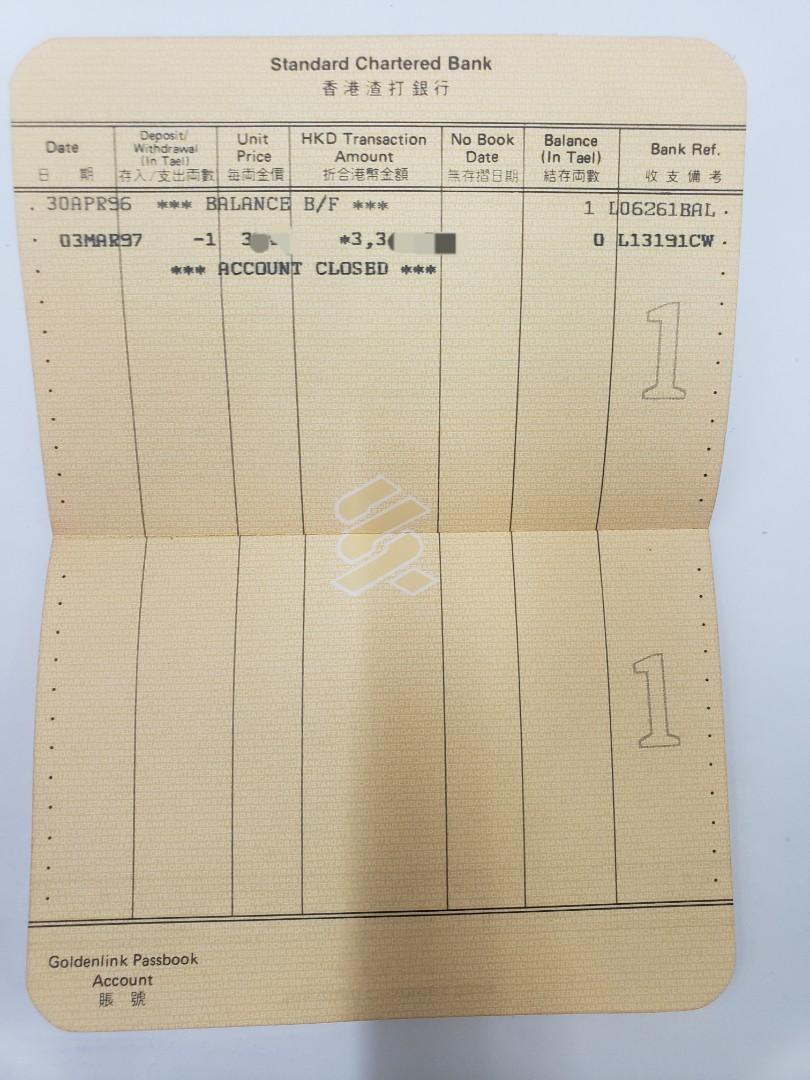 Standard Chartered Bank
香港渣打銀行
Date 日 期
Deposit/ Withdrawal (In Tael) 存入/支出両數
Unit Price 每両金價
HKD Transaction Amount 折合港幣金額
No Book Date 無存摺日期
Balance (In Tael) 結存両數
Bank Ref. 收支備考
30APR96 *** BALANCE B/F *** 1 L06261BAL
03MAR97 -1 *3,3 0 L13191CW
*** ACCOUNT CLOSED ***
1
1
Goldenlink Passbook
Account
賬 號